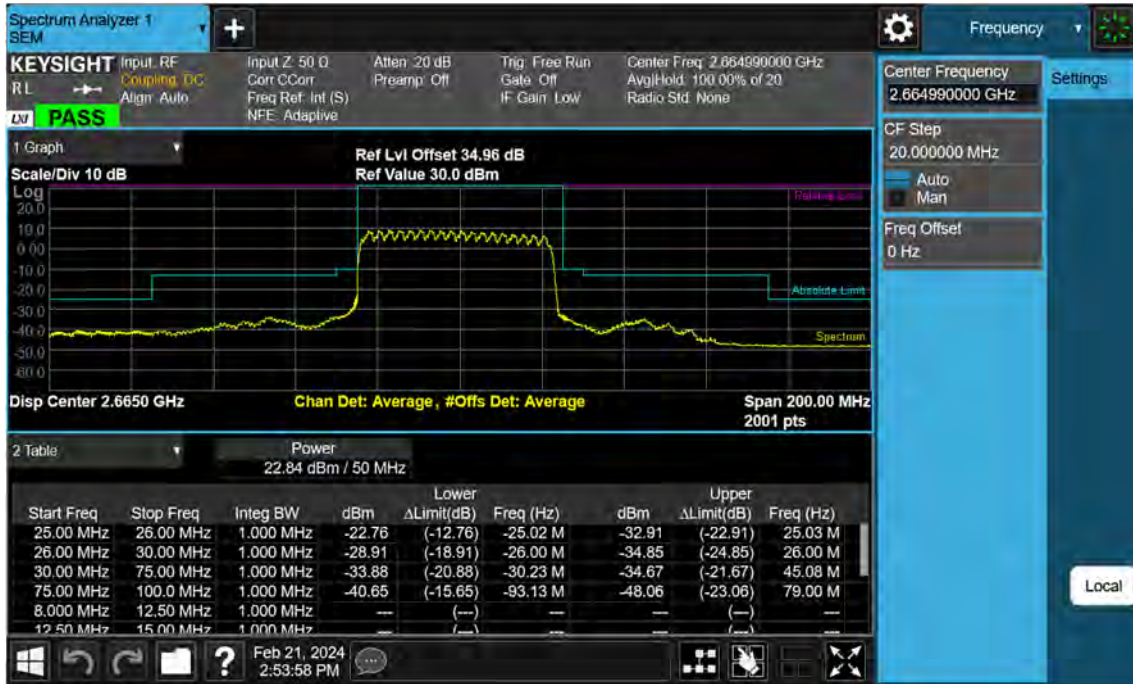 Spectrum Analyzer 1
SEM
+
Frequency
KEYSIGHT
RL
LXI PASS
Input: RF
Coupling: DC
Align: Auto
Input Z: 50 Ω
Corr CCorr
Freq Ref: Int (S)
NFE: Adaptive
Atten: 20 dB
Preamp: Off
Trig: Free Run
Gate: Off
IF Gain: Low
Center Freq: 2.664990000 GHz
Avg|Hold: 100.00% of 20
Radio Std: None
Center Frequency
2.664990000 GHz
Settings
CF Step
20.000000 MHz
Auto
Man
Freq Offset
0 Hz
Local
1 Graph
Scale/Div 10 dB
Ref Lvl Offset 34.96 dB
Ref Value 30.0 dBm
Log
20.0
10.0
0.00
-10.0
-20.0
-30.0
-40.0
-50.0
-60.0
Relative Limit
Absolute Limit
Spectrum
Disp Center 2.6650 GHz Chan Det: Average, #Offs Det: Average Span 200.00 MHz
2001 pts
2 Table
Power
22.84 dBm / 50 MHz
Lower Upper
Start Freq Stop Freq Integ BW dBm ΔLimit(dB) Freq (Hz) dBm ΔLimit(dB) Freq (Hz)
25.00 MHz 26.00 MHz 1.000 MHz -22.76 (-12.76) -25.02 M -32.91 (-22.91) 25.03 M
26.00 MHz 30.00 MHz 1.000 MHz -28.91 (-18.91) -26.00 M -34.85 (-24.85) 26.00 M
30.00 MHz 75.00 MHz 1.000 MHz -33.88 (-20.88) -30.23 M -34.67 (-21.67) 45.08 M
75.00 MHz 100.0 MHz 1.000 MHz -40.65 (-15.65) -93.13 M -48.06 (-23.06) 79.00 M
8.000 MHz 12.50 MHz 1.000 MHz --- (---) --- --- (---) ---
12.50 MHz 15.00 MHz 1.000 MHz --- (---) --- --- (---) ---
?
Feb 21, 2024
2:53:58 PM